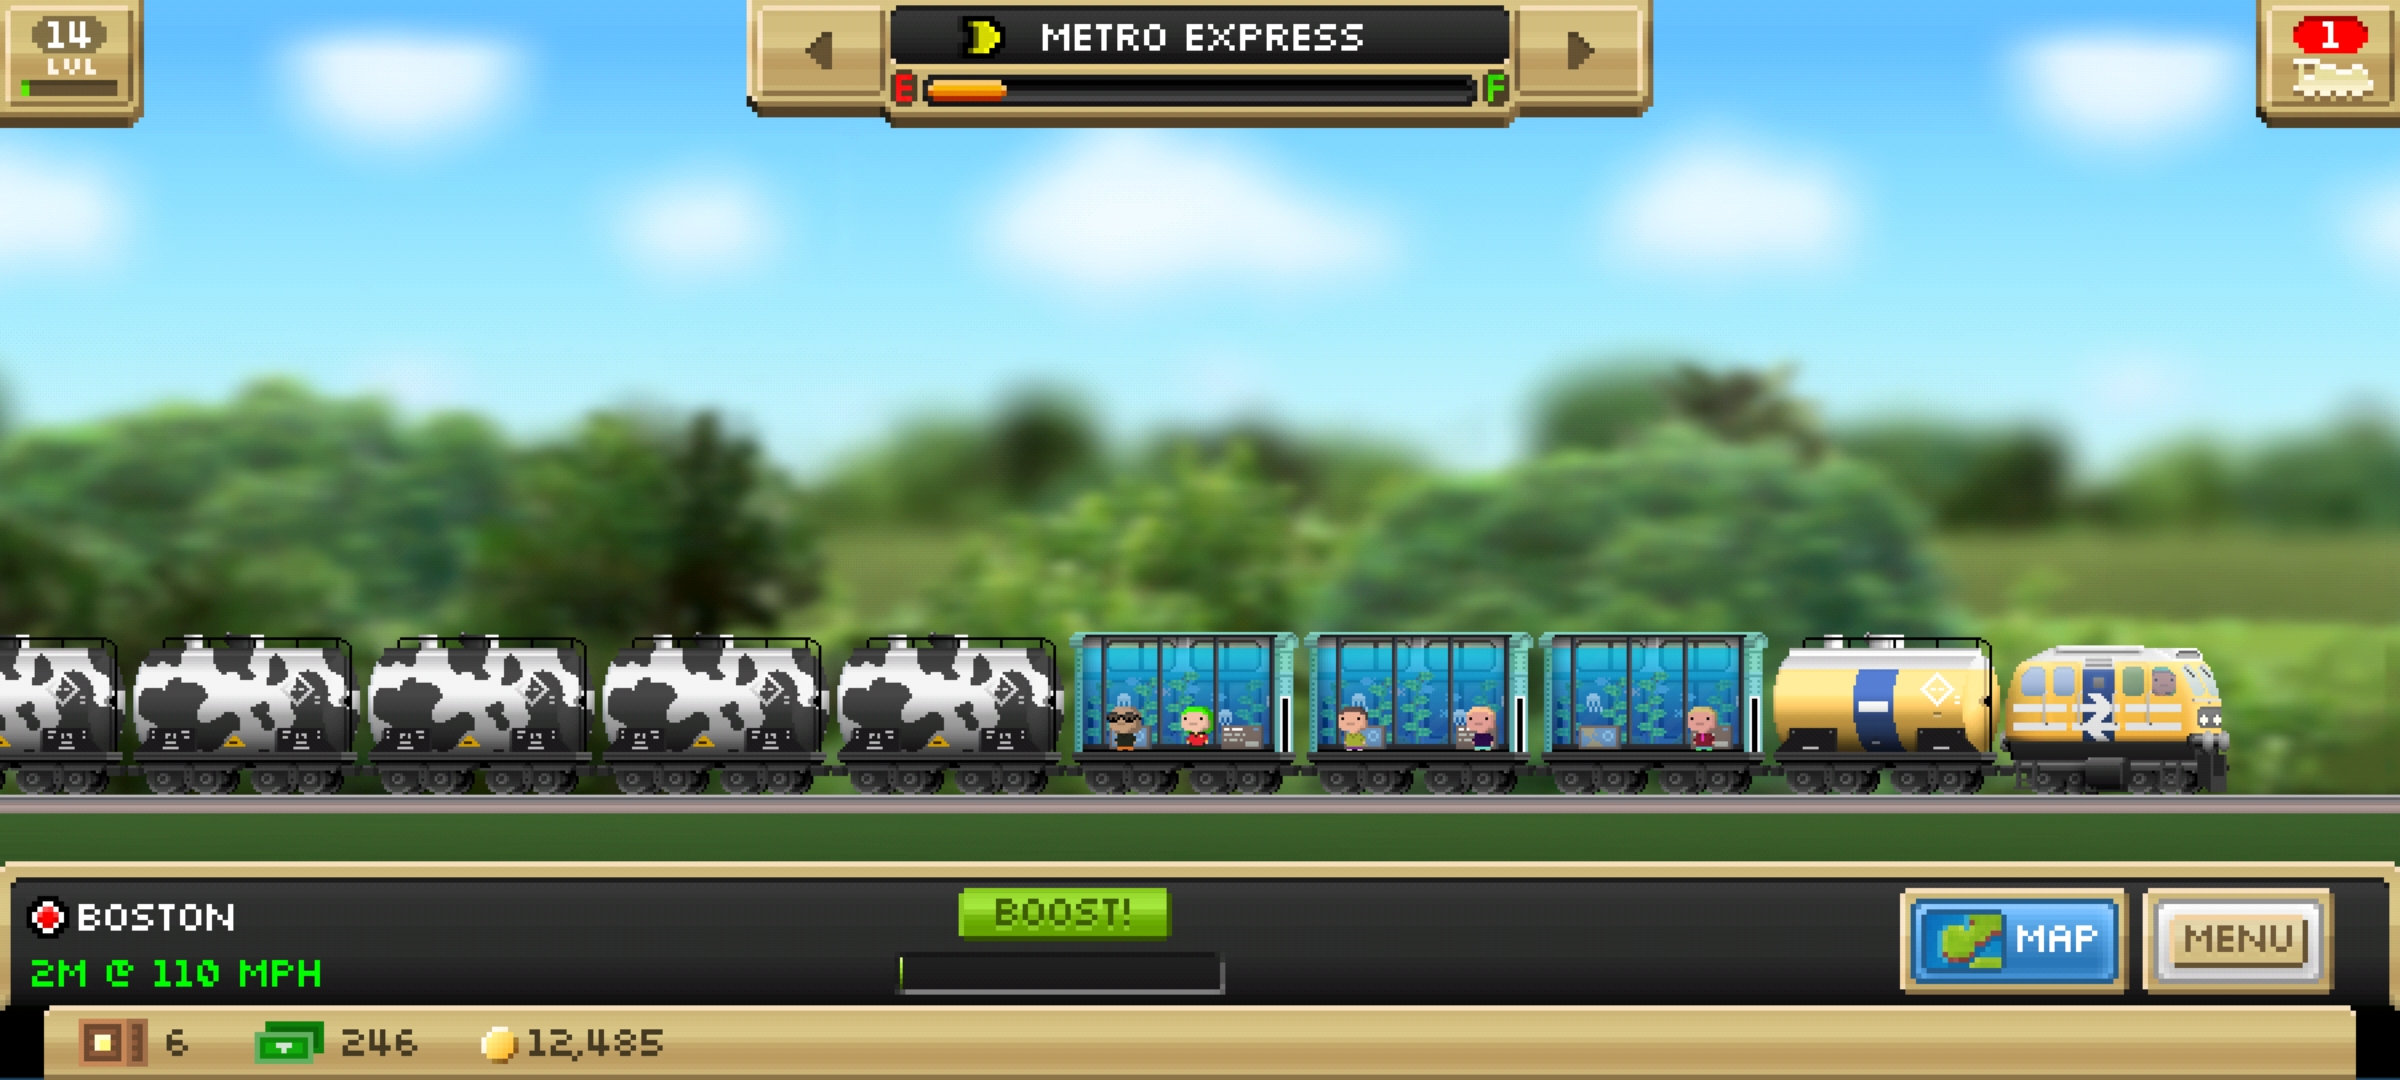 14
LVL
METRO EXPRESS
E F
1
BOSTON
2M @ 110 MPH
BOOST!
MAP
MENU
6
246
12,485